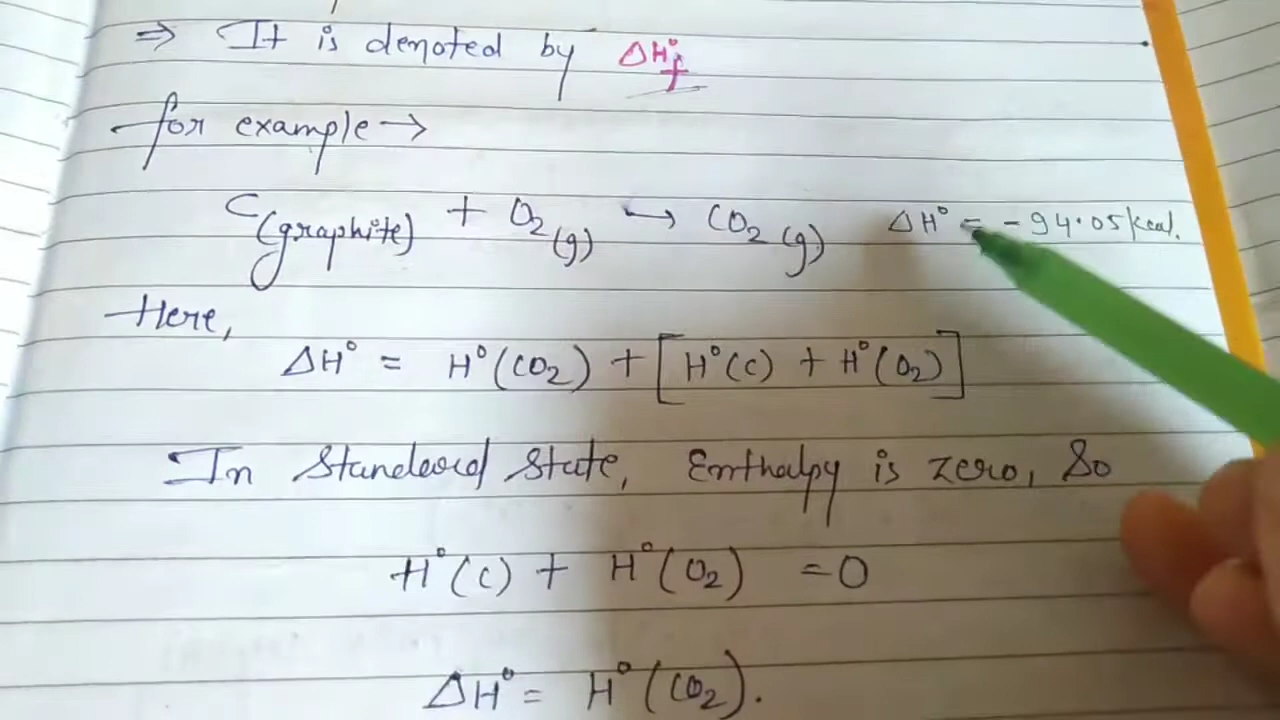 ⇒ It is denoted by ΔH°f
for example →
C(graphite) + O2(g) → CO2(g) ΔH° = -94.05 kcal.
Here,
ΔH° = H°(CO2) + [H°(C) + H°(O2)]
In Standered State, Enthalpy is zero, So
H°(C) + H°(O2) = 0
ΔH° = H°(CO2).